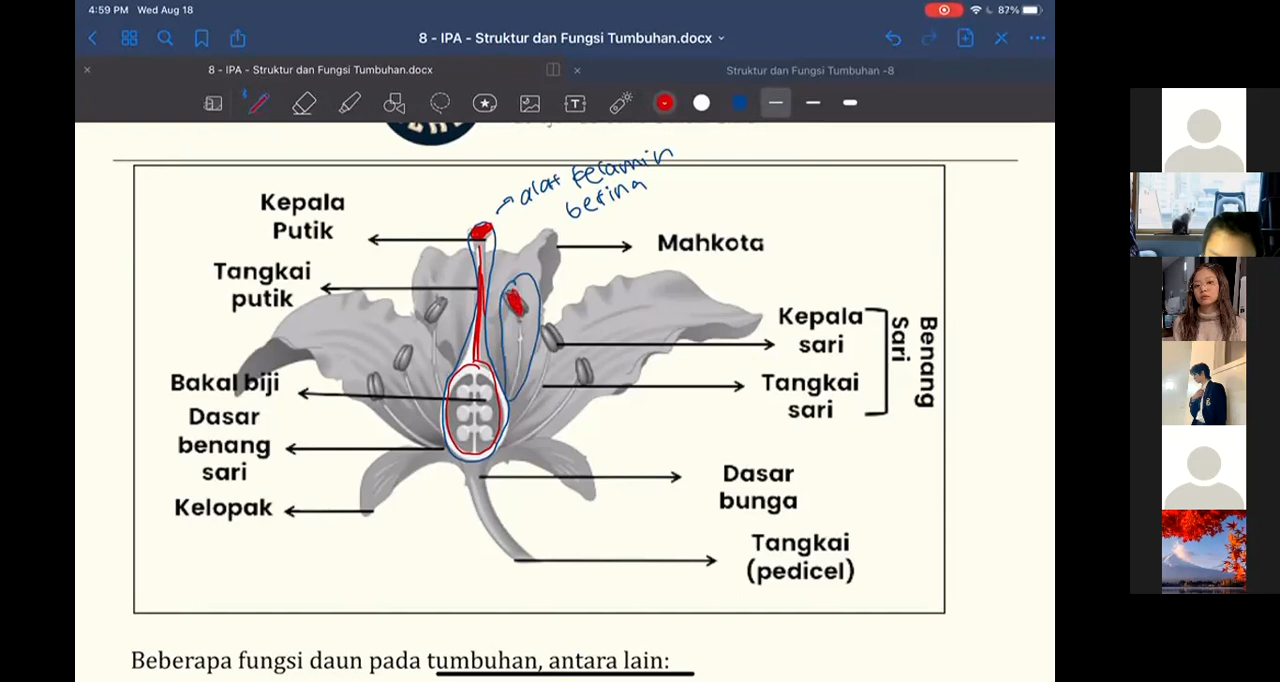 4:59 PM Wed Aug 18
87%
8 - IPA - Struktur dan Fungsi Tumbuhan.docx
8 - IPA - Struktur dan Fungsi Tumbuhan.docx
Struktur dan Fungsi Tumbuhan -8
alat kelamin
betina
Kepala
Putik
Mahkota
Tangkai
putik
Kepala
sari
Benang
Sari
Bakal biji
Tangkai
sari
Dasar
benang
sari
Dasar
bunga
Kelopak
Tangkai
(pedicel)
Beberapa fungsi daun pada tumbuhan, antara lain: